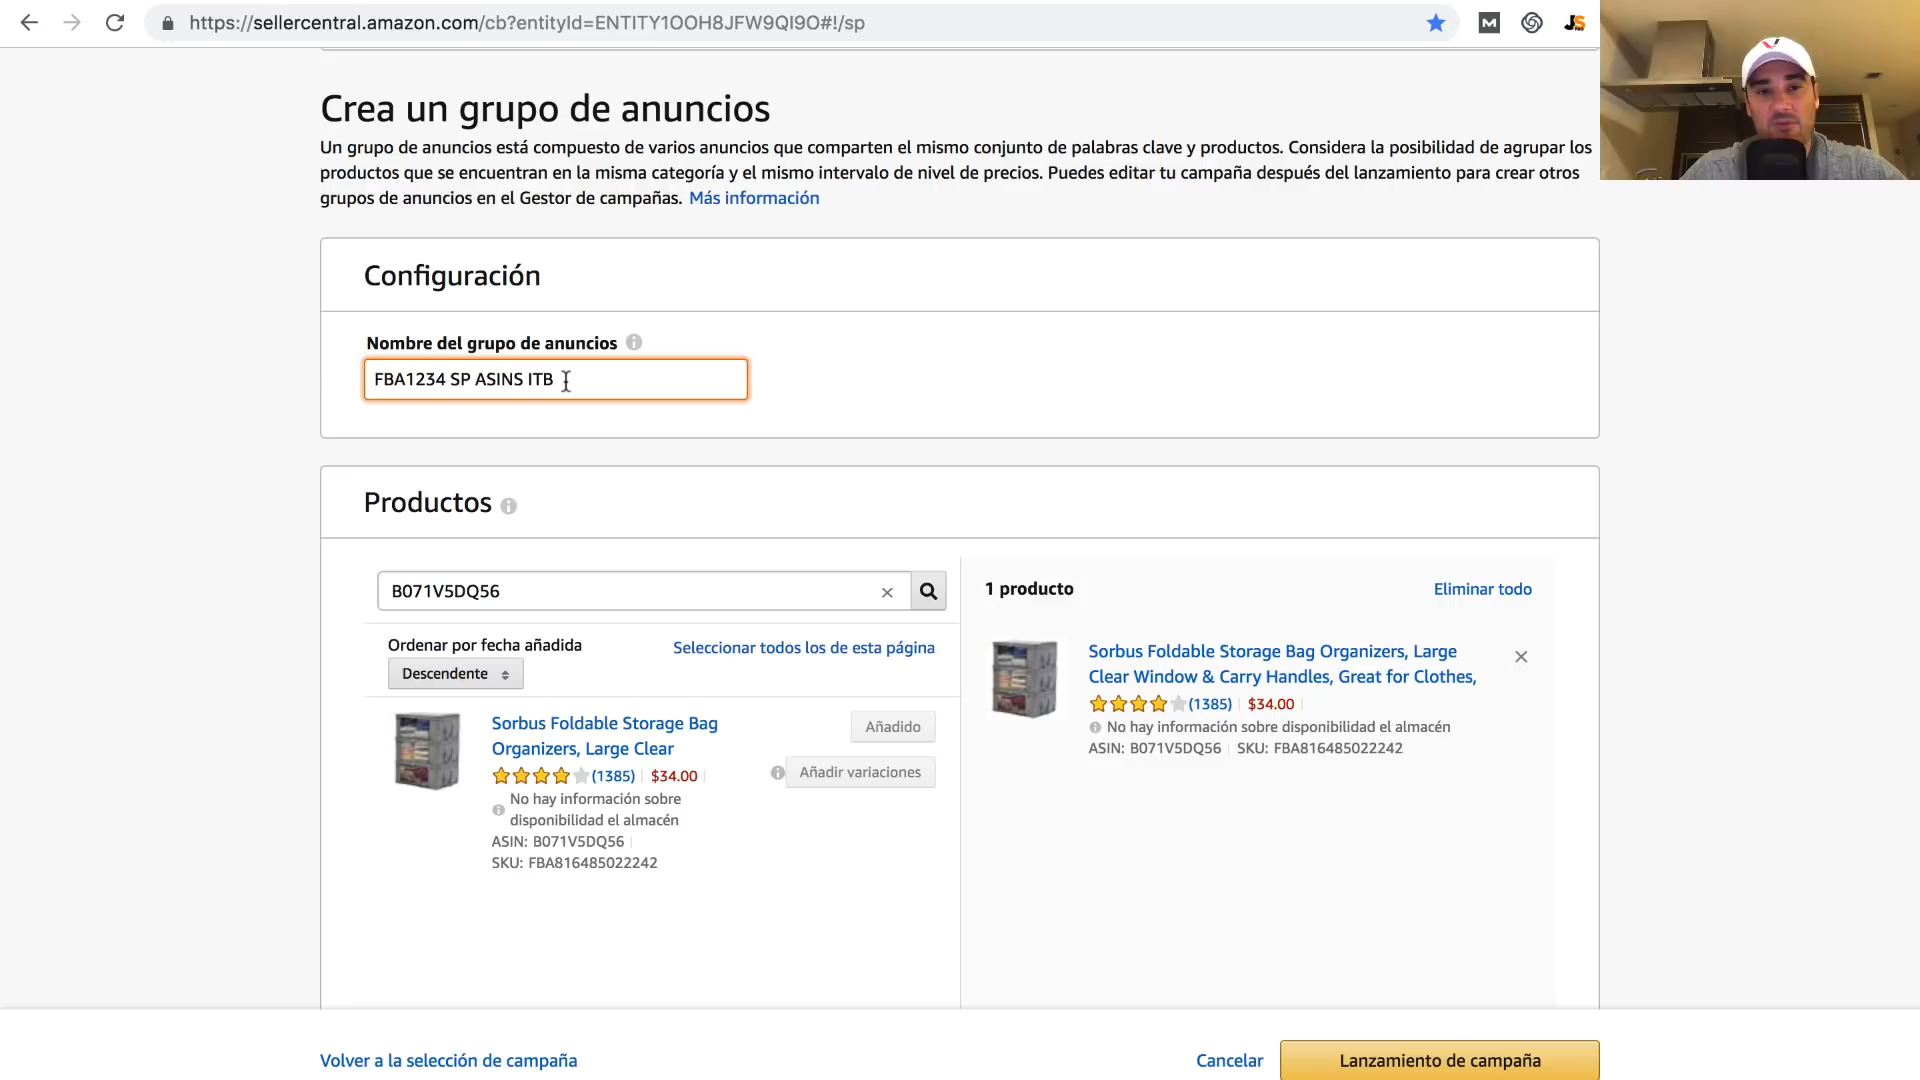 https://sellercentral.amazon.com/cb?entityId=ENTITY1OOH8JFW9QI9O#!/sp
Crea un grupo de anuncios
Un grupo de anuncios está compuesto de varios anuncios que comparten el mismo conjunto de palabras clave y productos. Considera la posibilidad de agrupar los
productos que se encuentran en la misma categoría y el mismo intervalo de nivel de precios. Puedes editar tu campaña después del lanzamiento para crear otros
grupos de anuncios en el Gestor de campañas. Más información
Configuración
Nombre del grupo de anuncios
FBA1234 SP ASINS ITB
Productos
B071V5DQ56
Ordenar por fecha añadida
Seleccionar todos los de esta página
Descendente
Sorbus Foldable Storage Bag
Organizers, Large Clear
(1385) $34.00
No hay información sobre
disponibilidad el almacén
ASIN: B071V5DQ56
SKU: FBA816485022242
Añadido
Añadir variaciones
1 producto
Eliminar todo
Sorbus Foldable Storage Bag Organizers, Large
Clear Window & Carry Handles, Great for Clothes,
(1385) $34.00
No hay información sobre disponibilidad el almacén
ASIN: B071V5DQ56 SKU: FBA816485022242
Volver a la selección de campaña
Cancelar
Lanzamiento de campaña